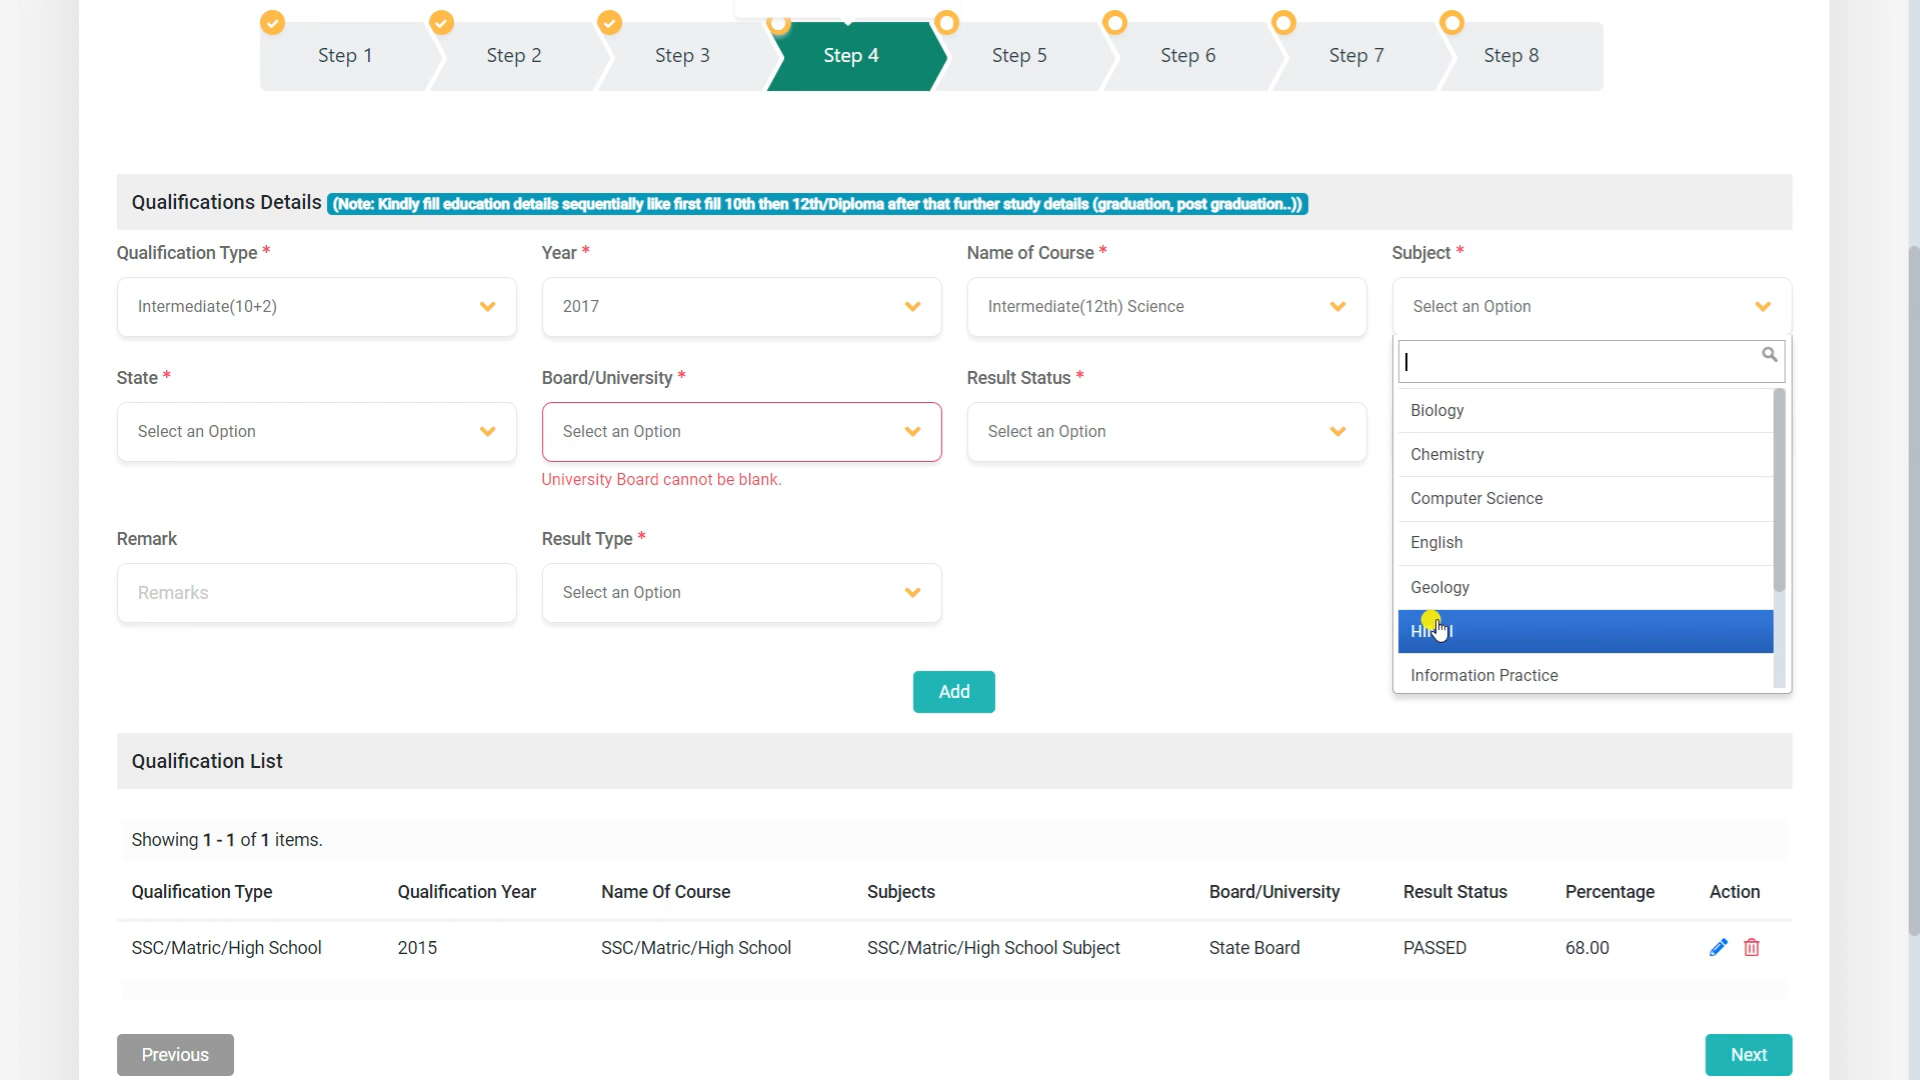 Step 1
Step 2
Step 3
Step 4
Step 5
Step 6
Step 7
Step 8
Qualifications Details (Note: Kindly fill education details sequentially like first fill 10th then 12th/Diploma after that further study details (graduation, post graduation..))
Qualification Type *
Year *
Name of Course *
Subject *
Intermediate(10+2)
2017
Intermediate(12th) Science
Select an Option
State *
Board/University *
Result Status *
Select an Option
Select an Option
Select an Option
University Board cannot be blank.
Biology
Chemistry
Computer Science
English
Geology
Information Practice
Remark
Result Type *
Remarks
Select an Option
Add
Qualification List
Showing 1 - 1 of 1 items.
Qualification Type Qualification Year Name Of Course Subjects Board/University Result Status Percentage Action
SSC/Matric/High School 2015 SSC/Matric/High School SSC/Matric/High School Subject State Board PASSED 68.00
Previous
Next